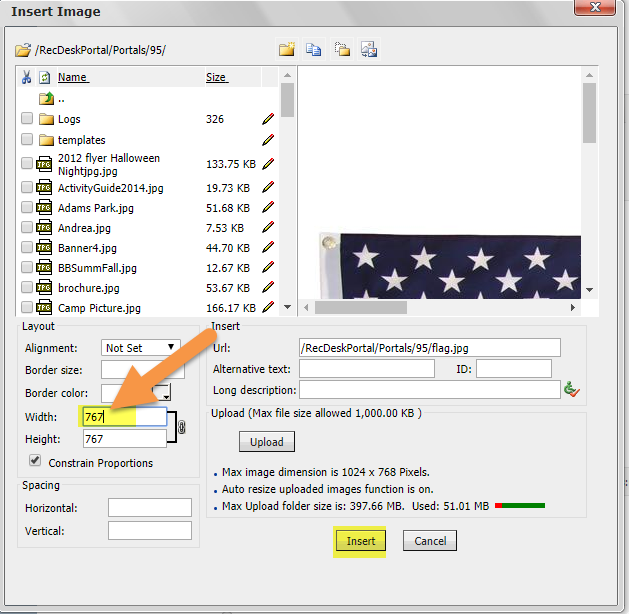 Insert Image
/RecDeskPortal/Portals/95/
Name Size
..
Logs 326
templates
2012 flyer Halloween
Nightjpg.jpg 133.75 KB
ActivityGuide2014.jpg 19.73 KB
Adams Park.jpg 51.68 KB
Andrea.jpg 7.53 KB
Banner4.jpg 44.70 KB
BBSummFall.jpg 12.67 KB
brochure.jpg 53.67 KB
Camp Picture.jpg 166.17 KB
Layout
Alignment: Not Set
Border size:
Border color:
Width: 767
Height: 767
Constrain Proportions
Spacing
Horizontal:
Vertical:
Insert
Url: /RecDeskPortal/Portals/95/flag.jpg
Alternative text: ID:
Long description:
Upload (Max file size allowed 1,000.00 KB )
Upload
Max image dimension is 1024 x 768 Pixels.
Auto resize uploaded images function is on.
Max Upload folder size is: 397.66 MB. Used: 51.01 MB
Insert Cancel